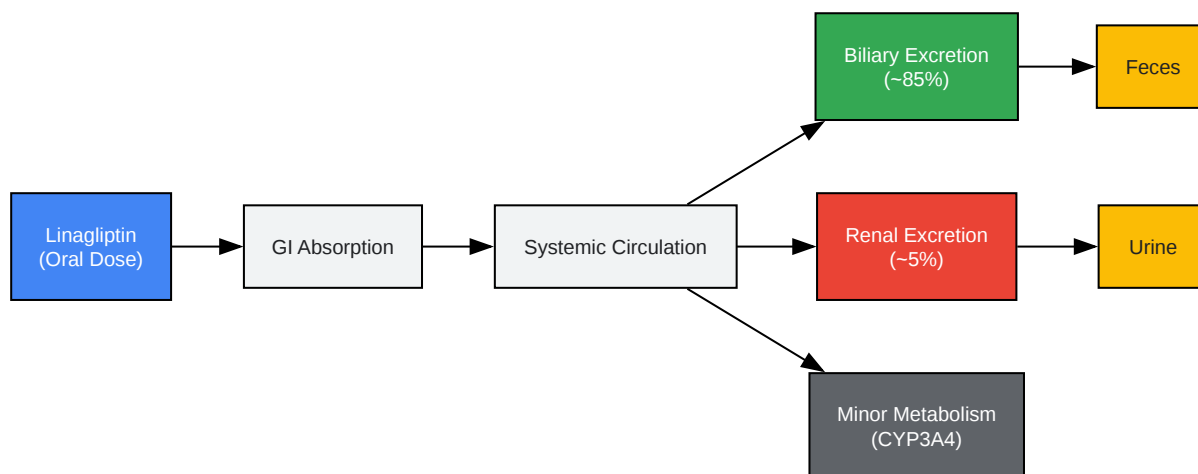 Linagliptin
(Oral Dose)
GI Absorption
Systemic Circulation
Biliary Excretion
(~85%)
Feces
Renal Excretion
(~5%)
Urine
Minor Metabolism
(CYP3A4)